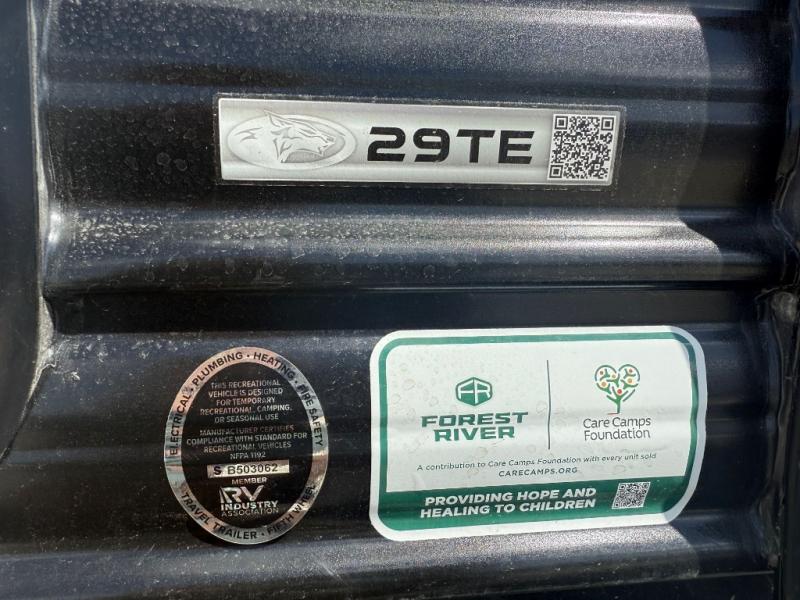 29TE
ELECTRICAL • PLUMBING • HEATING • FIRE SAFETY
THIS RECREATIONAL
VEHICLE IS DESIGNED
FOR TEMPORARY
RECREATIONAL, CAMPING,
OR SEASONAL USE
MANUFACTURER CERTIFIES
COMPLIANCE WITH STANDARD FOR
RECREATIONAL VEHICLES
NFPA 1192
S B503062
MEMBER
RV
INDUSTRY
ASSOCIATION
TRAVEL TRAILER • FIFTH WHEEL
FR
FOREST
RIVER
Care Camps
Foundation
A contribution to Care Camps Foundation with every unit sold
CARECAMPS.ORG
PROVIDING HOPE AND
HEALING TO CHILDREN